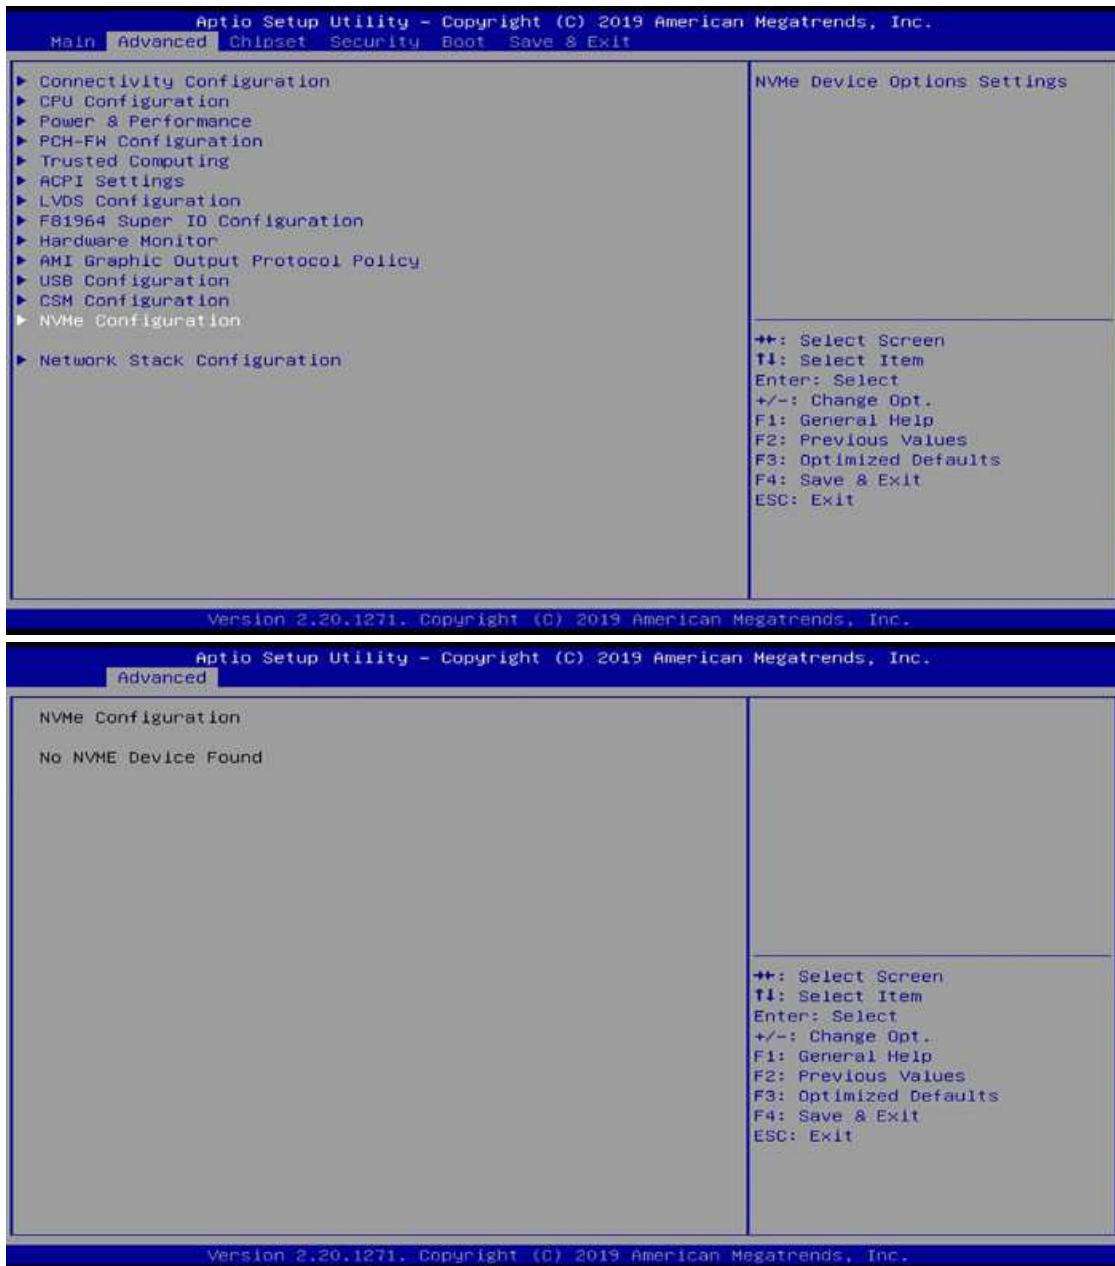 Aptio Setup Utility – Copyright (C) 2019 American Megatrends, Inc.
Main Advanced Chipset Security Boot Save & Exit
► Connectivity Configuration
► CPU Configuration
► Power & Performance
► PCH-FW Configuration
► Trusted Computing
► ACPI Settings
► LVDS Configuration
► F81964 Super IO Configuration
► Hardware Monitor
► AMI Graphic Output Protocol Policy
► USB Configuration
► CSM Configuration
► NVMe Configuration
► Network Stack Configuration
NVMe Device Options Settings
→←: Select Screen
↑↓: Select Item
Enter: Select
+/-: Change Opt.
F1: General Help
F2: Previous Values
F3: Optimized Defaults
F4: Save & Exit
ESC: Exit
Version 2.20.1271. Copyright (C) 2019 American Megatrends, Inc.
Aptio Setup Utility – Copyright (C) 2019 American Megatrends, Inc.
Advanced
NVMe Configuration
No NVME Device Found
→←: Select Screen
↑↓: Select Item
Enter: Select
+/-: Change Opt.
F1: General Help
F2: Previous Values
F3: Optimized Defaults
F4: Save & Exit
ESC: Exit
Version 2.20.1271. Copyright (C) 2019 American Megatrends, Inc.